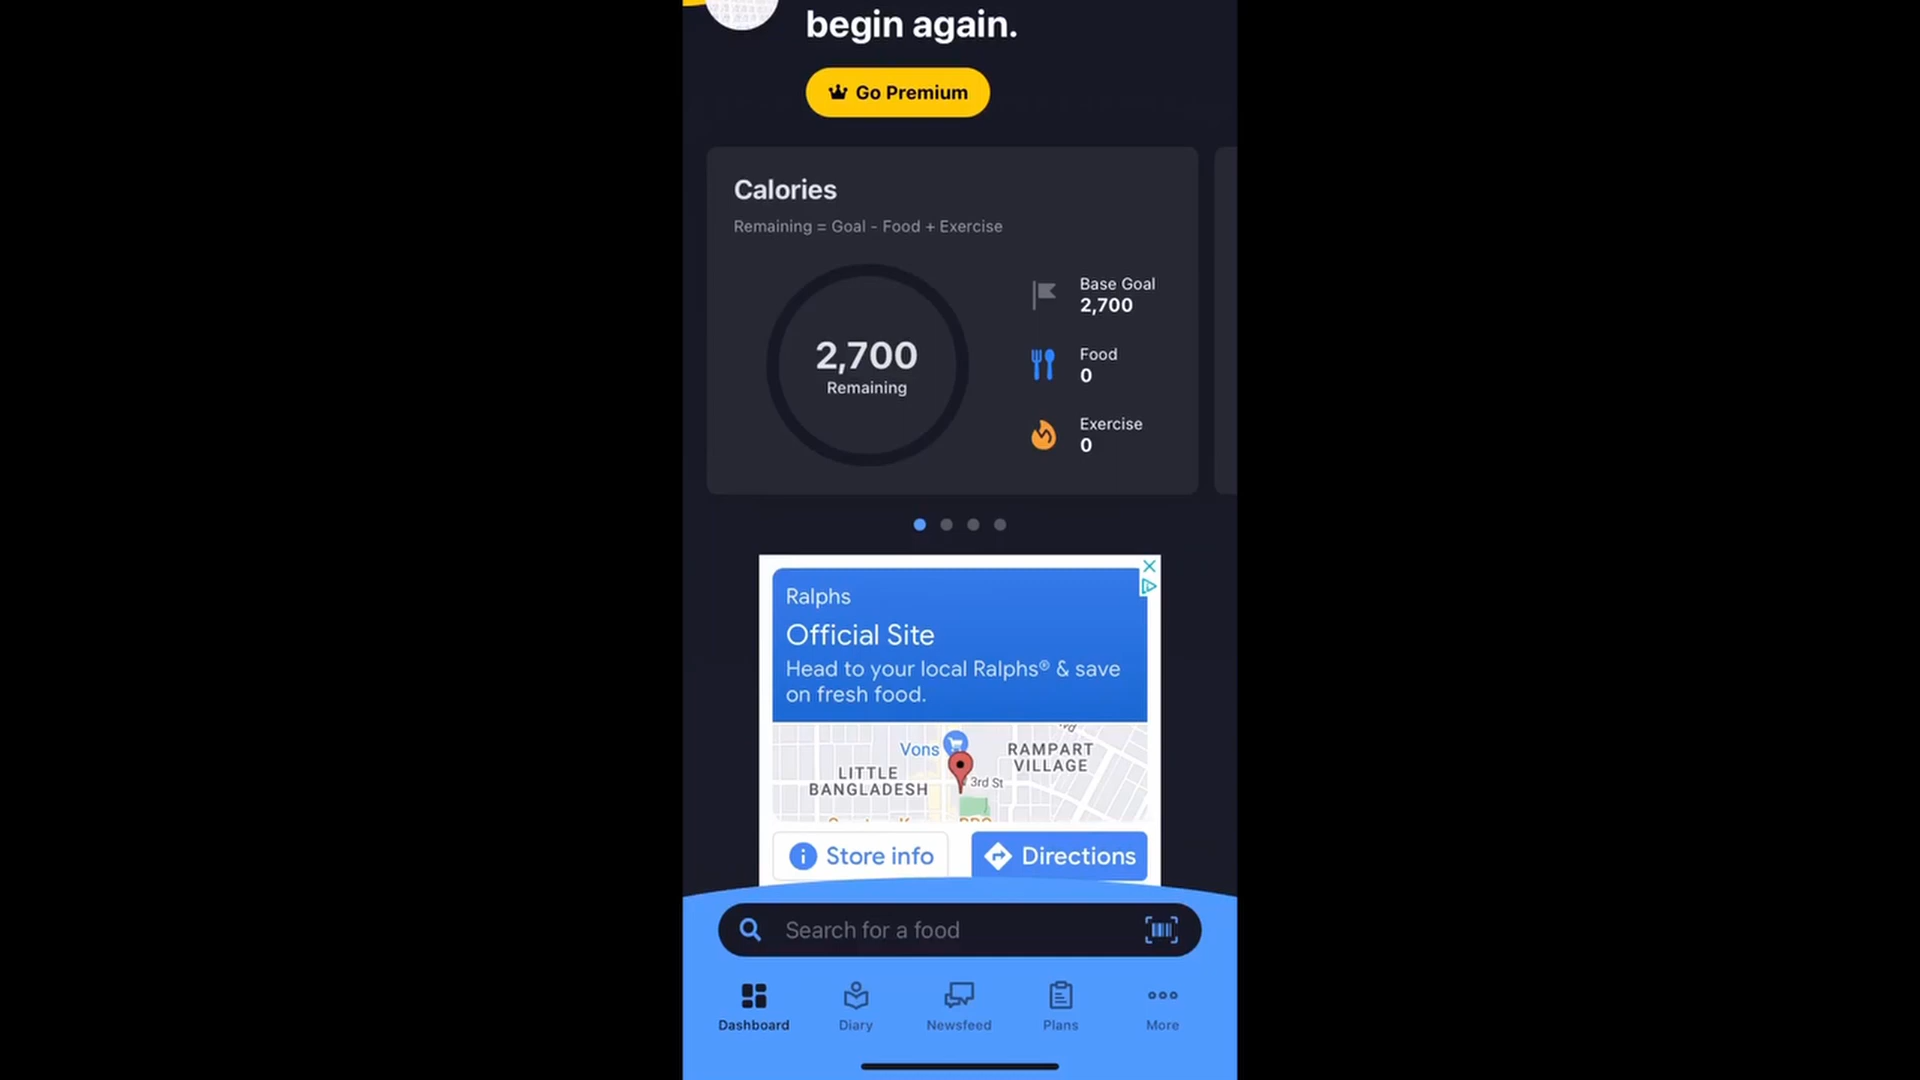 begin again.
Go Premium
Calories
Remaining = Goal - Food + Exercise
2,700
Remaining
Base Goal
2,700
Food
0
Exercise
0
Ralphs
Official Site
Head to your local Ralphs® & save
on fresh food.
Vons
RAMPART
VILLAGE
LITTLE
BANGLADESH
3rd St
Store info
Directions
Search for a food
Dashboard
Diary
Newsfeed
Plans
More